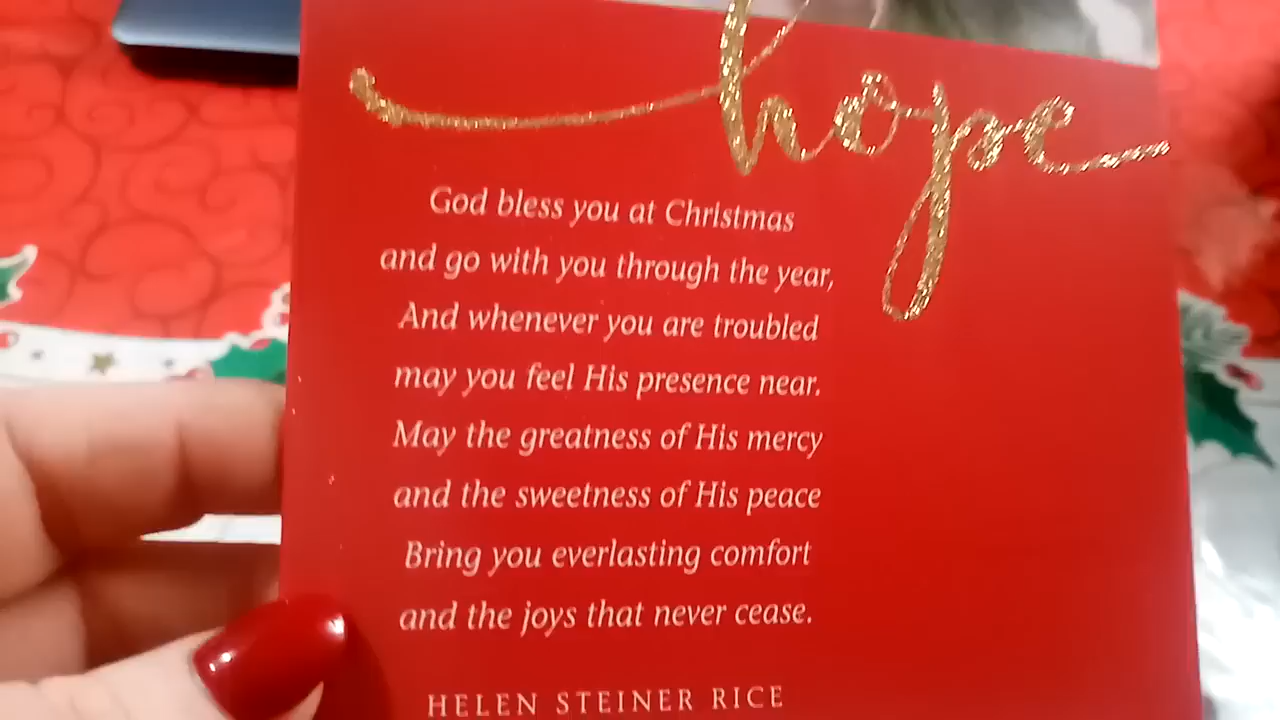 hope
God bless you at Christmas
and go with you through the year,
And whenever you are troubled
may you feel His presence near.
May the greatness of His mercy
and the sweetness of His peace
Bring you everlasting comfort
and the joys that never cease.
HELEN STEINER RICE